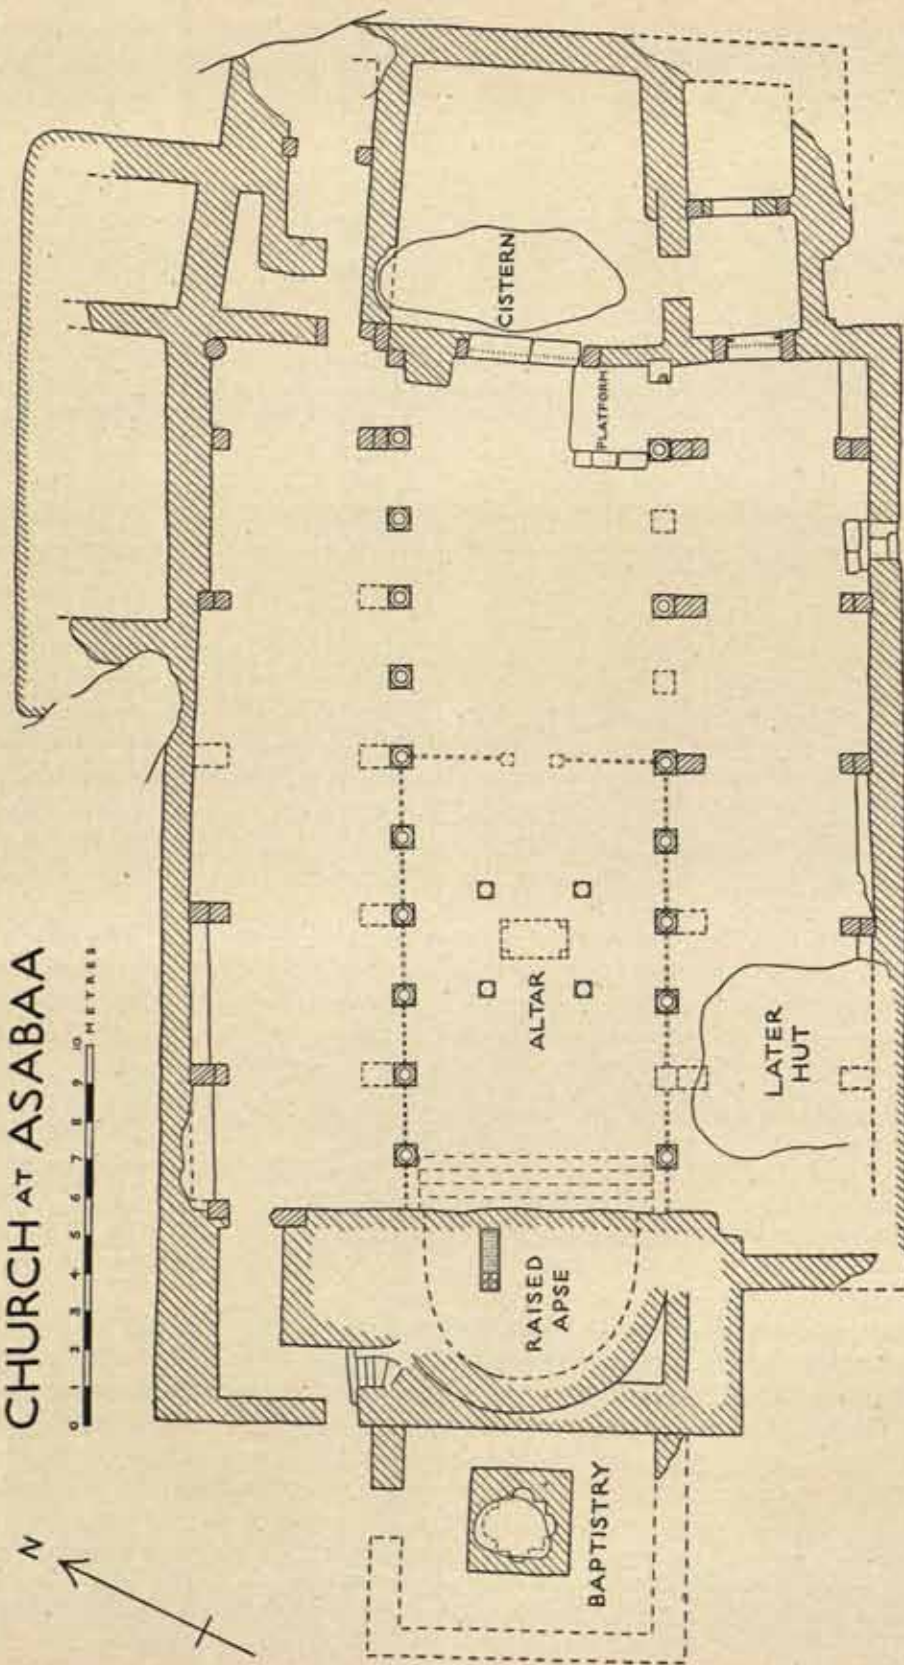 CHURCH AT ASABAA
0 1 2 3 4 5 6 7 8 9 10 METRES
N
CISTERN
PLATFORM
ALTAR
LATER
HUT
RAISED
APSE
BAPTISTRY